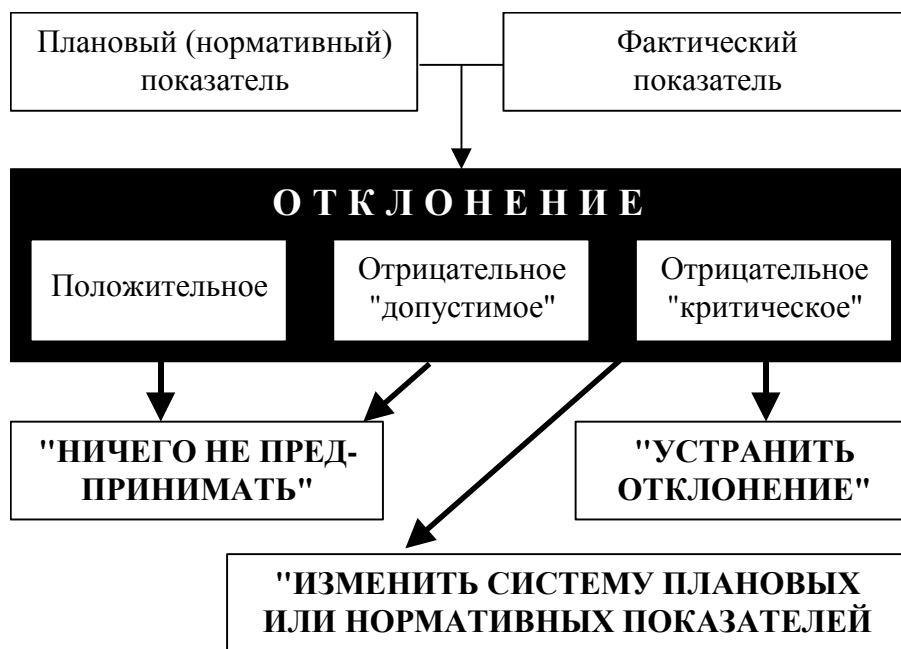 Плановый (нормативный)
показатель
Фактический
показатель
О Т К Л О Н Е Н И Е
Положительное
Отрицательное
"допустимое"
Отрицательное
"критическое"
"НИЧЕГО НЕ ПРЕД-
ПРИНИМАТЬ"
"УСТРАНИТЬ
ОТКЛОНЕНИЕ"
"ИЗМЕНИТЬ СИСТЕМУ ПЛАНОВЫХ
ИЛИ НОРМАТИВНЫХ ПОКАЗАТЕЛЕЙ